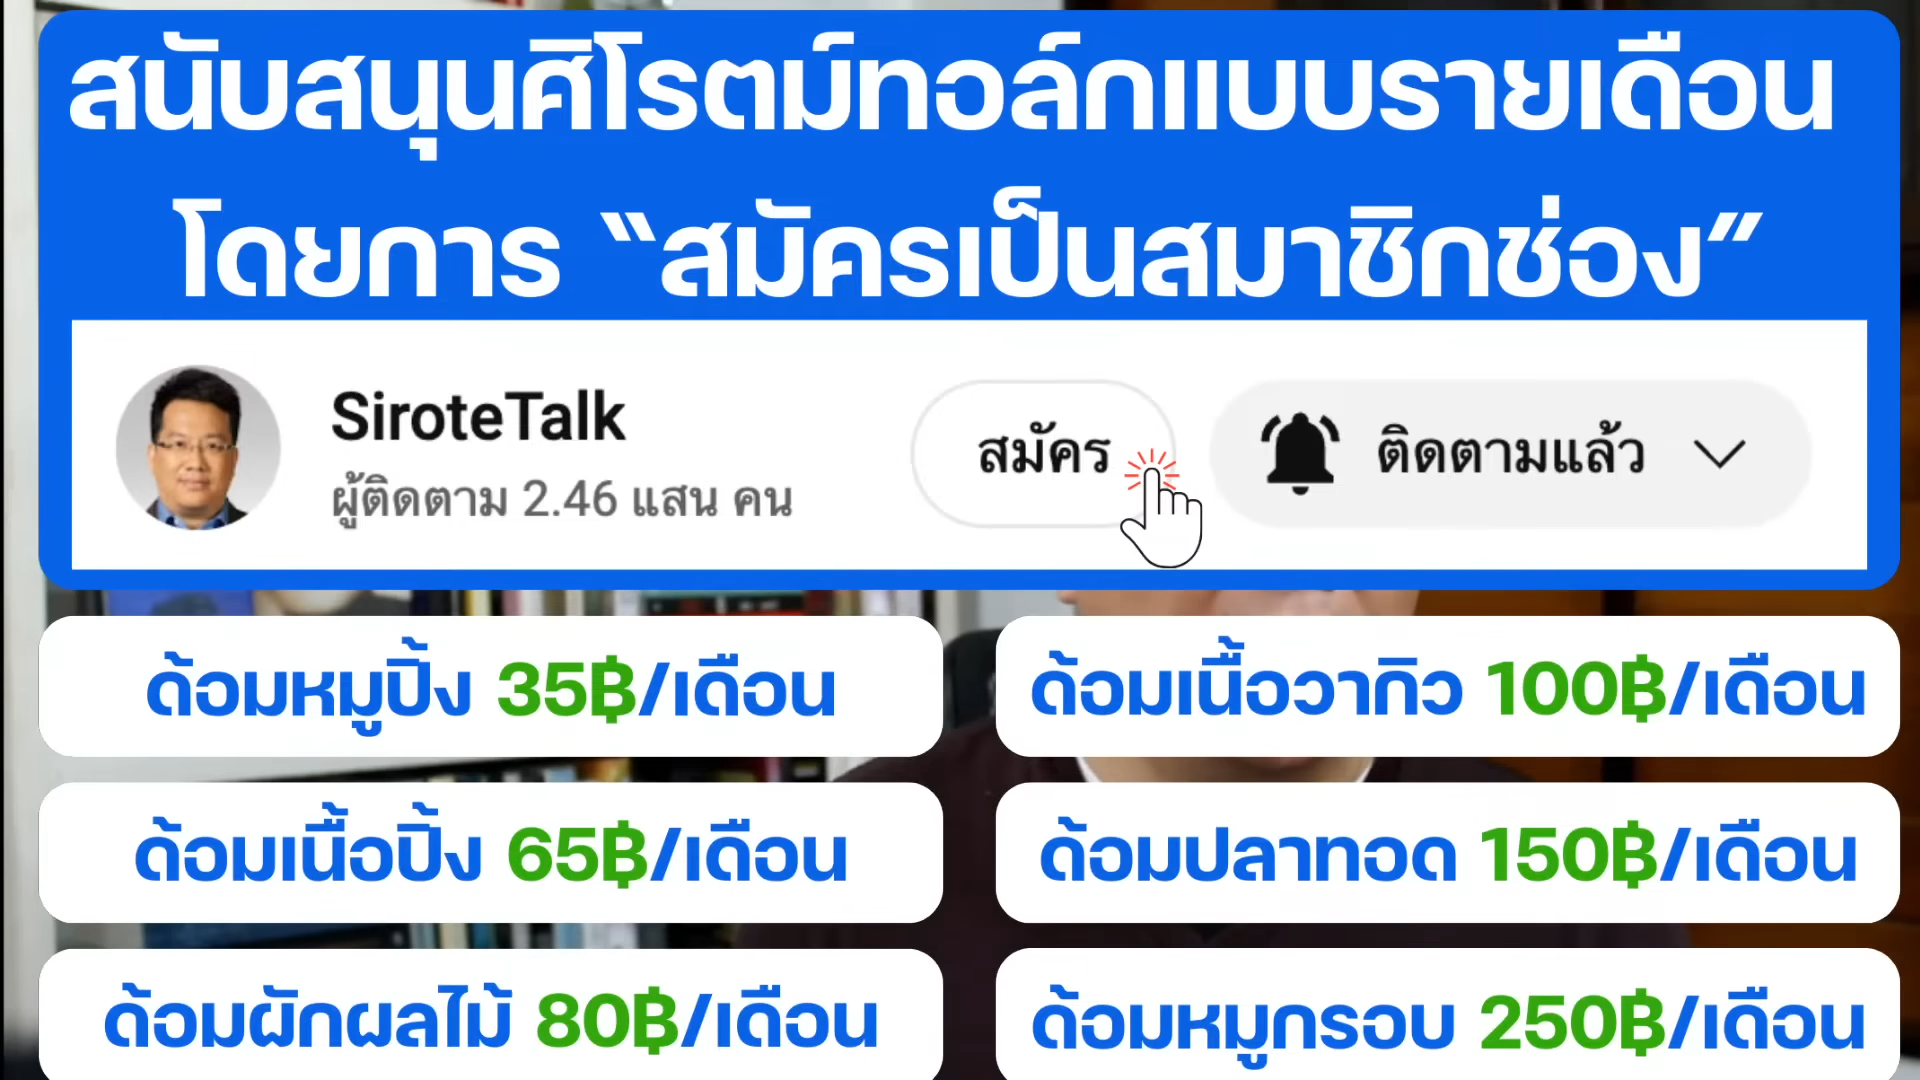 สนับสนุนศิโรตม์ทอล์กแบบรายเดือน
โดยการ “สมัครเป็นสมาชิกช่อง”
SiroteTalk
ผู้ติดตาม 2.46 แสน คน
สมัคร
ติดตามแล้ว
ด้อมหมูปิ้ง 35฿/เดือน
ด้อมเนื้อวากิว 100฿/เดือน
ด้อมเนื้อปิ้ง 65฿/เดือน
ด้อมปลาทอด 150฿/เดือน
ด้อมผักผลไม้ 80฿/เดือน
ด้อมหมูกรอบ 250฿/เดือน